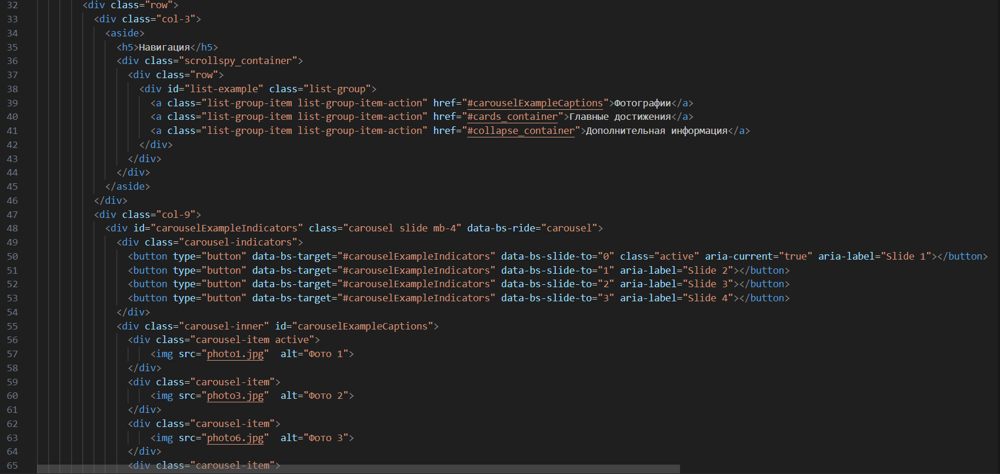 32 <div class="row">
33 <div class="col-3">
34 <aside>
35 <h5>Навигация</h5>
36 <div class="scrollspy_container">
37 <div class="row">
38 <div id="list-example" class="list-group">
39 <a class="list-group-item list-group-item-action" href="#carouselExampleCaptions">Фотографии</a>
40 <a class="list-group-item list-group-item-action" href="#cards_container">Главные достижения</a>
41 <a class="list-group-item list-group-item-action" href="#collapse_container">Дополнительная информация</a>
42 </div>
43 </div>
44 </div>
45 </aside>
46 </div>
47 <div class="col-9">
48 <div id="carouselExampleIndicators" class="carousel slide mb-4" data-bs-ride="carousel">
49 <div class="carousel-indicators">
50 <button type="button" data-bs-target="#carouselExampleIndicators" data-bs-slide-to="0" class="active" aria-current="true" aria-label="Slide 1"></button>
51 <button type="button" data-bs-target="#carouselExampleIndicators" data-bs-slide-to="1" aria-label="Slide 2"></button>
52 <button type="button" data-bs-target="#carouselExampleIndicators" data-bs-slide-to="2" aria-label="Slide 3"></button>
53 <button type="button" data-bs-target="#carouselExampleIndicators" data-bs-slide-to="3" aria-label="Slide 4"></button>
54 </div>
55 <div class="carousel-inner" id="carouselExampleCaptions">
56 <div class="carousel-item active">
57 <img src="photo1.jpg"  alt="Фото 1">
58 </div>
59 <div class="carousel-item">
60 <img src="photo3.jpg"  alt="Фото 2">
61 </div>
62 <div class="carousel-item">
63 <img src="photo6.jpg"  alt="Фото 3">
64 </div>
65 <div class="carousel-item">